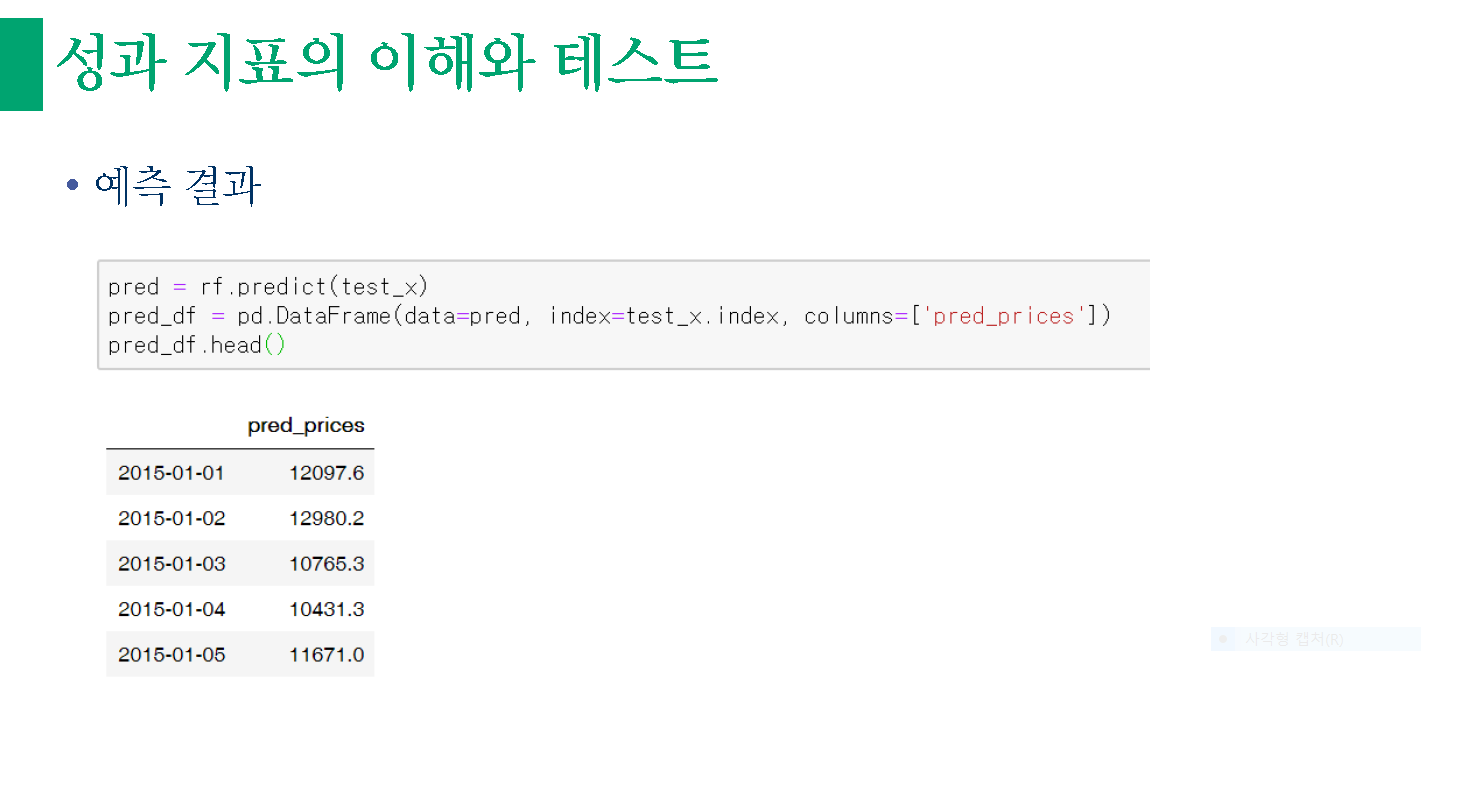 성과 지표의 이해와 테스트
• 예측 결과
pred = rf.predict(test_x)
pred_df = pd.DataFrame(data=pred, index=test_x.index, columns=['pred_prices'])
pred_df.head()
pred_prices
2015-01-01 12097.6
2015-01-02 12980.2
2015-01-03 10765.3
2015-01-04 10431.3
2015-01-05 11671.0
사각형 캡처(R)